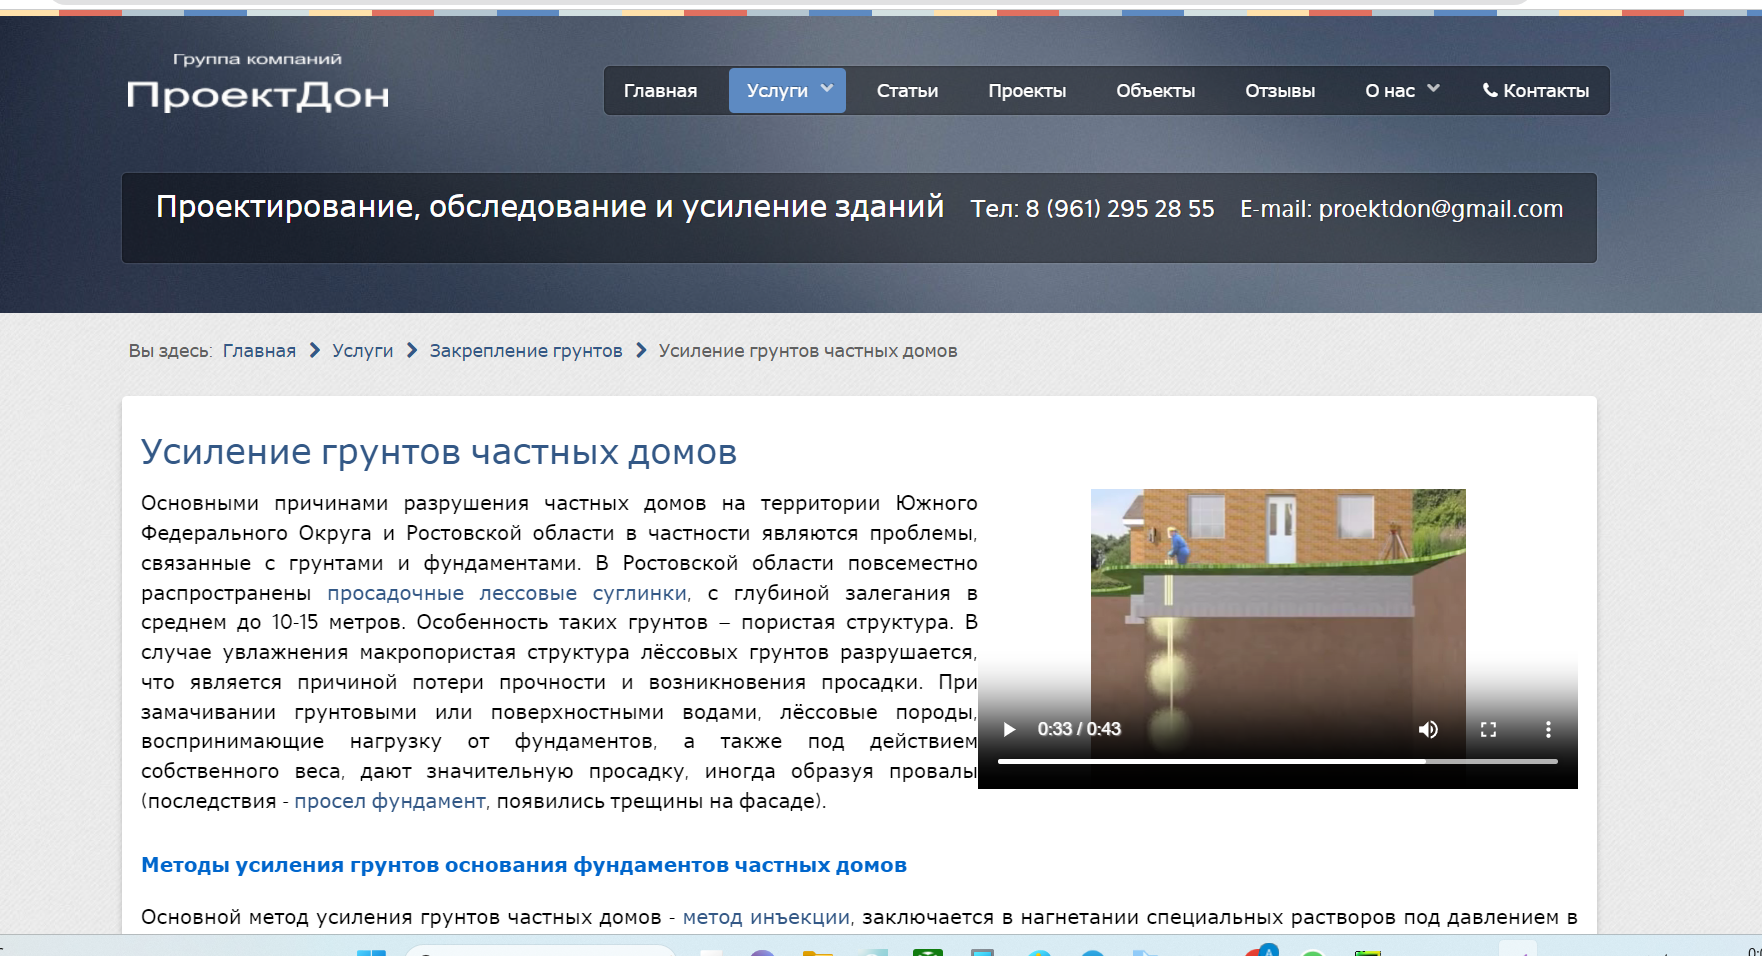 Группа компаний
ПроектДон
Главная Услуги Статьи Проекты Объекты Отзывы О нас Контакты
Проектирование, обследование и усиление зданий Тел: 8 (961) 295 28 55 E-mail: proektdon@gmail.com
Вы здесь: Главная Услуги Закрепление грунтов Усиление грунтов частных домов
Усиление грунтов частных домов
Основными причинами разрушения частных домов на территории Южного
Федерального Округа и Ростовской области в частности являются проблемы,
связанные с грунтами и фундаментами. В Ростовской области повсеместно
распространены просадочные лессовые суглинки, с глубиной залегания в
среднем до 10-15 метров. Особенность таких грунтов – пористая структура. В
случае увлажнения макропористая структура лёссовых грунтов разрушается,
что является причиной потери прочности и возникновения просадки. При
замачивании грунтовыми или поверхностными водами, лёссовые породы,
воспринимающие нагрузку от фундаментов, а также под действием
собственного веса, дают значительную просадку, иногда образуя провалы
(последствия - просел фундамент, появились трещины на фасаде).
0:33 / 0:43
Методы усиления грунтов основания фундаментов частных домов
Основной метод усиления грунтов частных домов - метод инъекции, заключается в нагнетании специальных растворов под давлением в